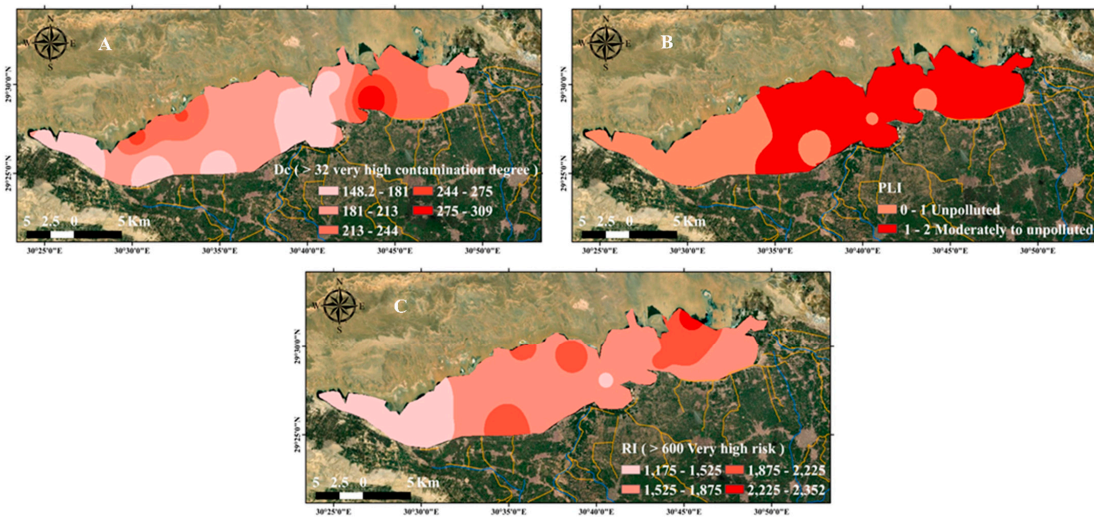 N
W E
S
A
29°30'0"N
29°25'0"N
Dc ( > 32 very high contamination degree )
148.2 - 181 244 - 275
181 - 213 275 - 309
213 - 244
5 2.5 0 5 Km
30°25'0"E 30°30'0"E 30°35'0"E 30°40'0"E 30°45'0"E 30°50'0"E
N
W E
S
B
29°30'0"N
29°25'0"N
PLI
0 - 1 Unpolluted
1 - 2 Moderately to unpolluted
5 2.5 0 5 Km
30°25'0"E 30°30'0"E 30°35'0"E 30°40'0"E 30°45'0"E 30°50'0"E
N
W E
S
C
29°30'0"N
29°25'0"N
RI ( > 600 Very high risk )
1,175 - 1,525 1,875 - 2,225
1,525 - 1,875 2,225 - 2,352
5 2.5 0 5 Km
30°25'0"E 30°30'0"E 30°35'0"E 30°40'0"E 30°45'0"E 30°50'0"E